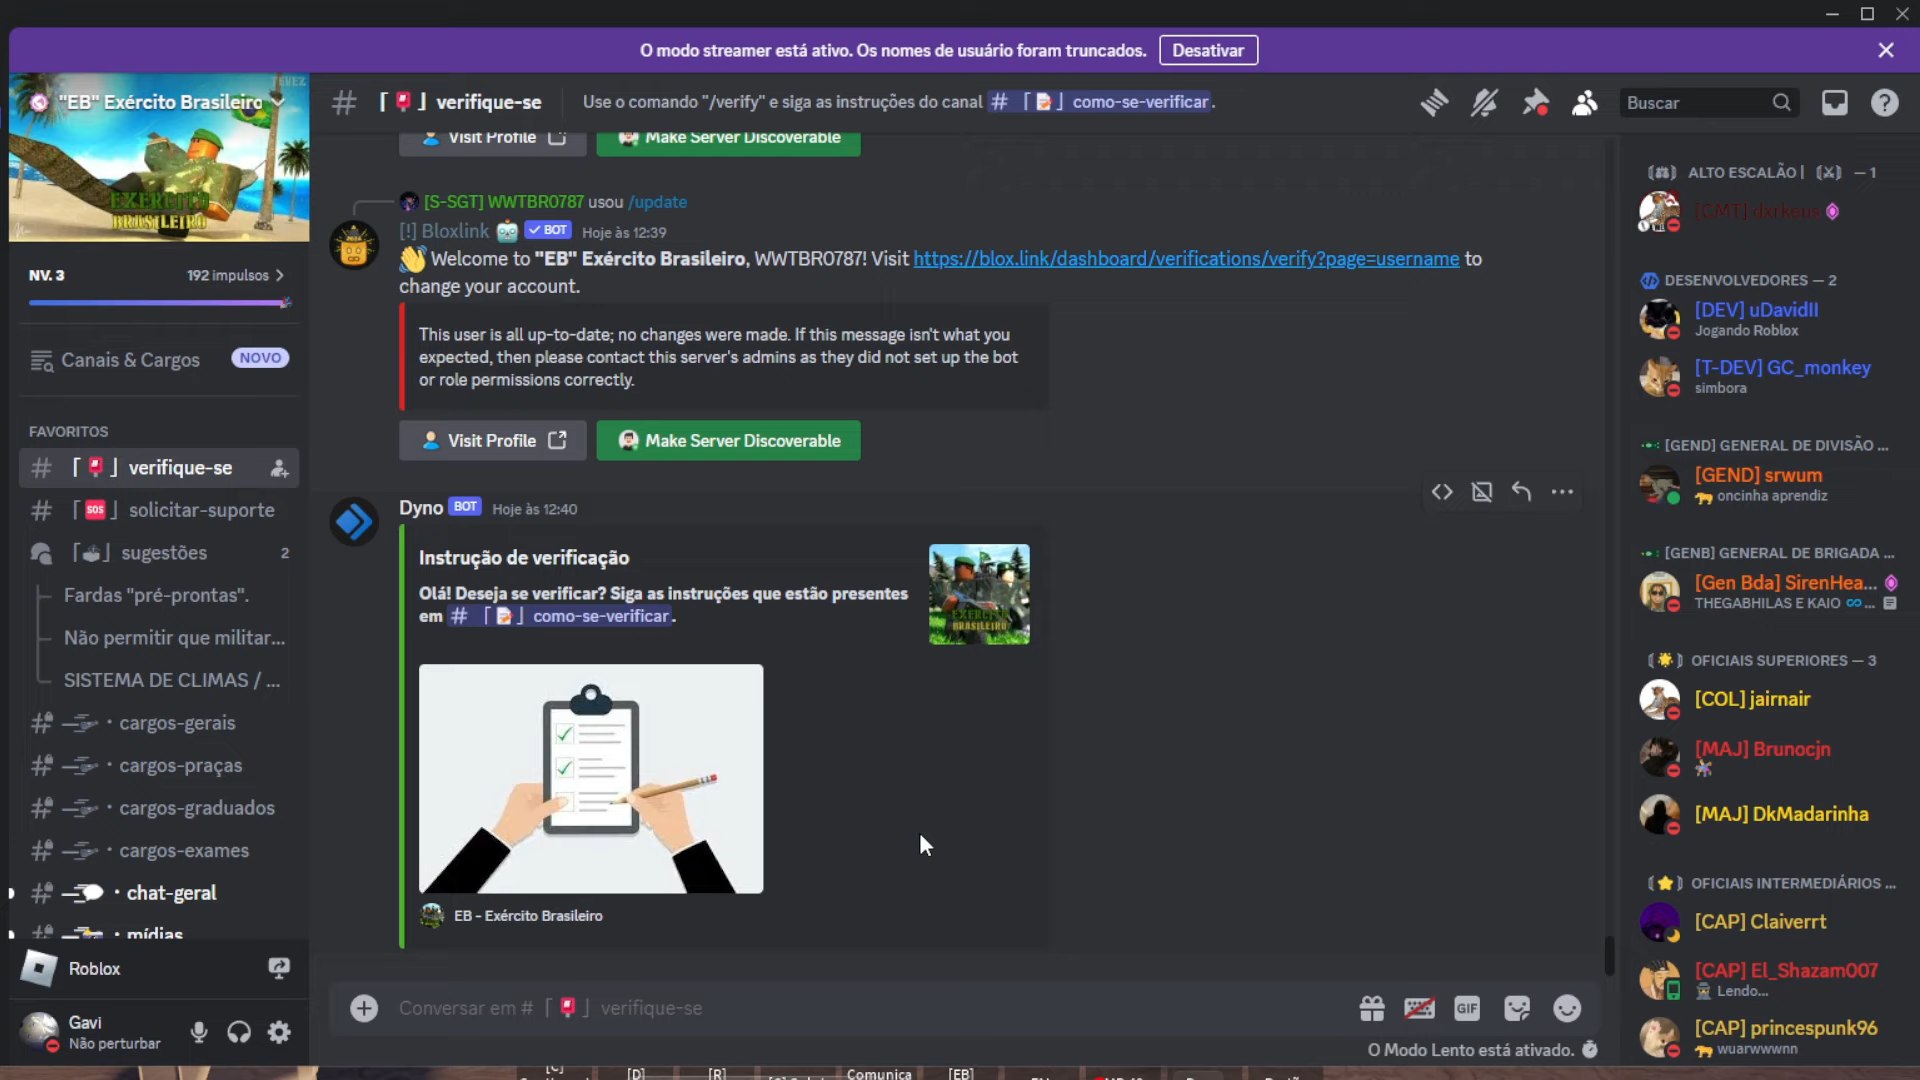 O modo streamer está ativo. Os nomes de usuário foram truncados.
Desativar
"EB" Exército Brasileiro
EXÉRCITO
BRASILEIRO
NV. 3
192 impulsos
Canais & Cargos
NOVO
FAVORITOS
# 「📮」verifique-se
# 「🆘」solicitar-suporte
「🗳」sugestões
2
Fardas "pré-prontas".
Não permitir que militar...
SISTEMA DE CLIMAS / ...
・cargos-gerais
・cargos-praças
・cargos-graduados
・cargos-exames
・chat-geral
・mídias
Roblox
Gavi
Não perturbar
# 「📮」verifique-se
Use o comando "/verify" e siga as instruções do canal # 「📝」como-se-verificar.
Buscar
Visit Profile
Make Server Discoverable
[S-SGT] WWTBR0787 usou /update
[!] Bloxlink 🤖 ✓ BOT Hoje às 12:39
👋 Welcome to "EB" Exército Brasileiro, WWTBR0787! Visit https://blox.link/dashboard/verifications/verify?page=username to
change your account.
This user is all up-to-date; no changes were made. If this message isn't what you
expected, then please contact this server's admins as they did not set up the bot
or role permissions correctly.
Visit Profile
Make Server Discoverable
Dyno BOT Hoje às 12:40
Instrução de verificação
Olá! Deseja se verificar? Siga as instruções que estão presentes
em # 「📝」como-se-verificar.
EXÉRCITO
BRASILEIRO
EB - Exército Brasileiro
Conversar em # 「📮」verifique-se
GIF
O Modo Lento está ativado.
ALTO ESCALÃO | — 1
[CMT] dxrkeus
DESENVOLVEDORES — 2
[DEV] uDavidll
Jogando Roblox
[T-DEV] GC_monkey
simbora
[GEND] GENERAL DE DIVISÃO ...
[GEND] srwum
oncinha aprendiz
[GENB] GENERAL DE BRIGADA ...
[Gen Bda] SirenHea...
THEGABHILAS E KAIO ∞ ...
OFICIAIS SUPERIORES — 3
[COL] jairnair
[MAJ] Brunocjn
[MAJ] DkMadarinha
OFICIAIS INTERMEDIÁRIOS ...
[CAP] Claiverrt
[CAP] El_Shazam007
Lendo...
[CAP] princespunk96
wuarwwwnn
[C]
[D]
[R]
Comunica
[EB]